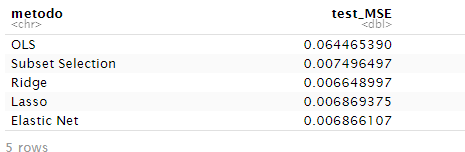 metodo test_MSE
<chr> <dbl>
OLS 0.064465390
Subset Selection 0.007496497
Ridge 0.006648997
Lasso 0.006869375
Elastic Net 0.006866107
5 rows